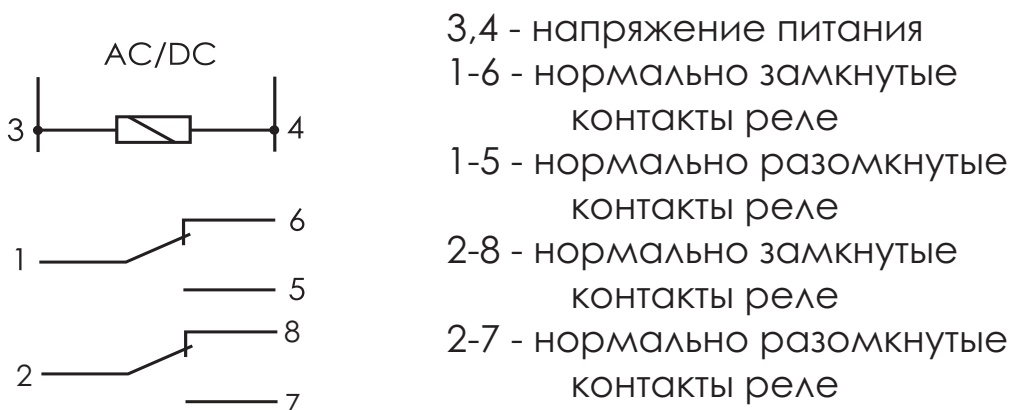 AC/DC
3
4
1
6
5
2
8
7
3,4 - напряжение питания
1-6 - нормально замкнутые
контакты реле
1-5 - нормально разомкнутые
контакты реле
2-8 - нормально замкнутые
контакты реле
2-7 - нормально разомкнутые
контакты реле